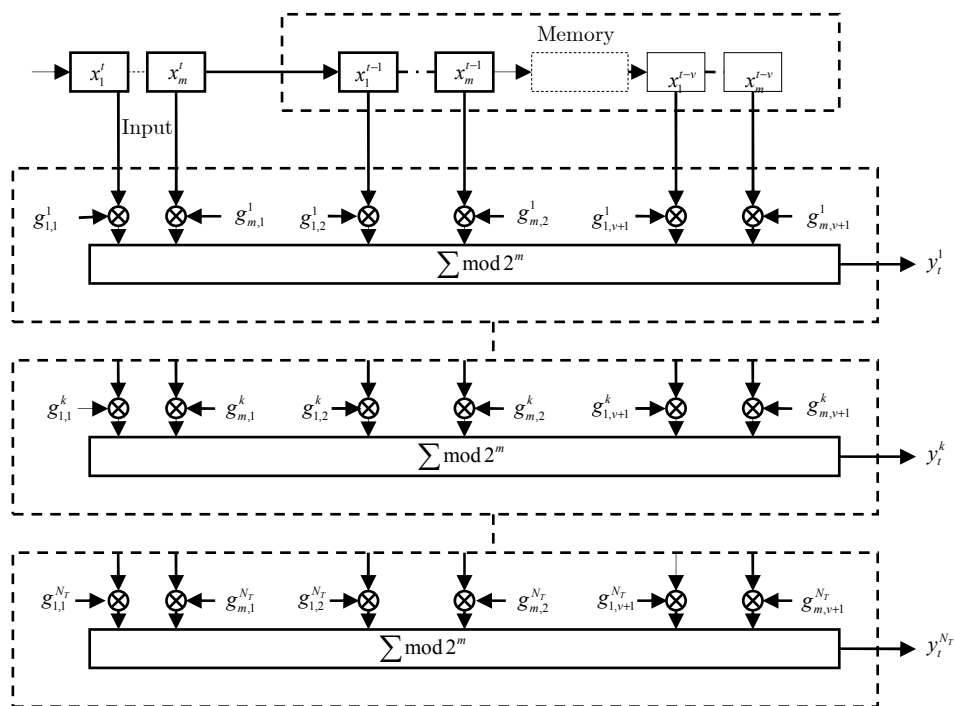 Memory
x_1^t x_m^t x_1^{t-1} x_m^{t-1} x_1^{t-v} x_m^{t-v}
Input
g_{1,1}^1 g_{m,1}^1 g_{1,2}^1 g_{m,2}^1 g_{1,v+1}^1 g_{m,v+1}^1
∑ mod 2^m y_t^1
g_{1,1}^k g_{m,1}^k g_{1,2}^k g_{m,2}^k g_{1,v+1}^k g_{m,v+1}^k
∑ mod 2^m y_t^k
g_{1,1}^{N_T} g_{m,1}^{N_T} g_{1,2}^{N_T} g_{m,2}^{N_T} g_{1,v+1}^{N_T} g_{m,v+1}^{N_T}
∑ mod 2^m y_t^{N_T}